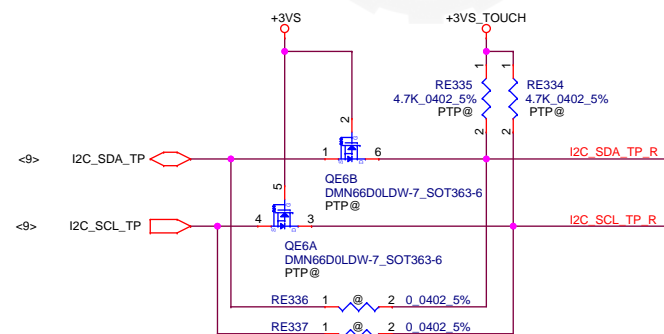 +3VS +3VS_TOUCH
1 1
RE335 RE334
4.7K_0402_5% 4.7K_0402_5%
PTP@ PTP@
2 2 2
<9> I2C_SDA_TP 1 6 I2C_SDA_TP_R
QE6B
DMN66D0LDW-7_SOT363-6
PTP@
5
<9> I2C_SCL_TP 4 3 I2C_SCL_TP_R
QE6A
DMN66D0LDW-7_SOT363-6
PTP@
RE336 1 @ 2 0_0402_5%
RE337 1 @ 2 0_0402_5%